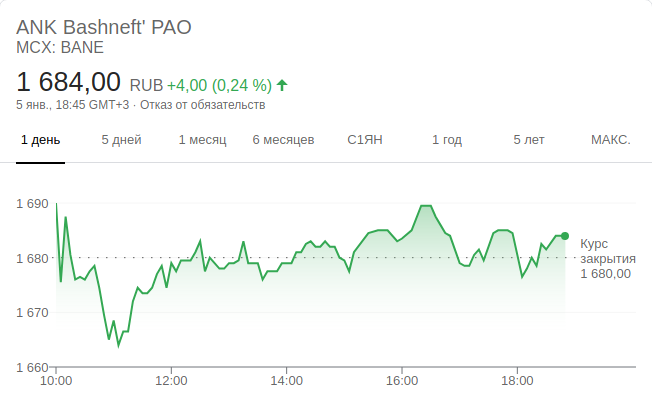 ANK Bashneft' PAO
MCX: BANE
1 684,00 RUB +4,00 (0,24 %)
5 янв., 18:45 GMT+3 · Отказ от обязательств
1 день 5 дней 1 месяц 6 месяцев С1ЯН 1 год 5 лет МАКС.
1 690
1 680
1 670
1 660
Курс
закрытия
1 680,00
10:00 12:00 14:00 16:00 18:00